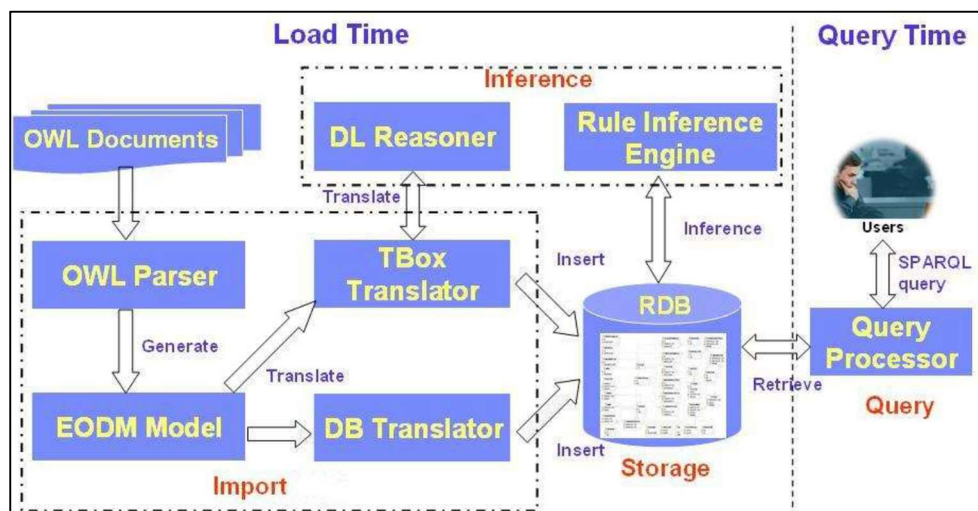 Load Time
Query Time
Inference
OWL Documents
DL Reasoner
Rule Inference
Engine
Translate
Inference
Users
SPARQL
query
OWL Parser
TBox
Translator
Insert
RDB
Query
Processor
Generate
Translate
Retrieve
EODM Model
DB Translator
Insert
Query
Import
Storage